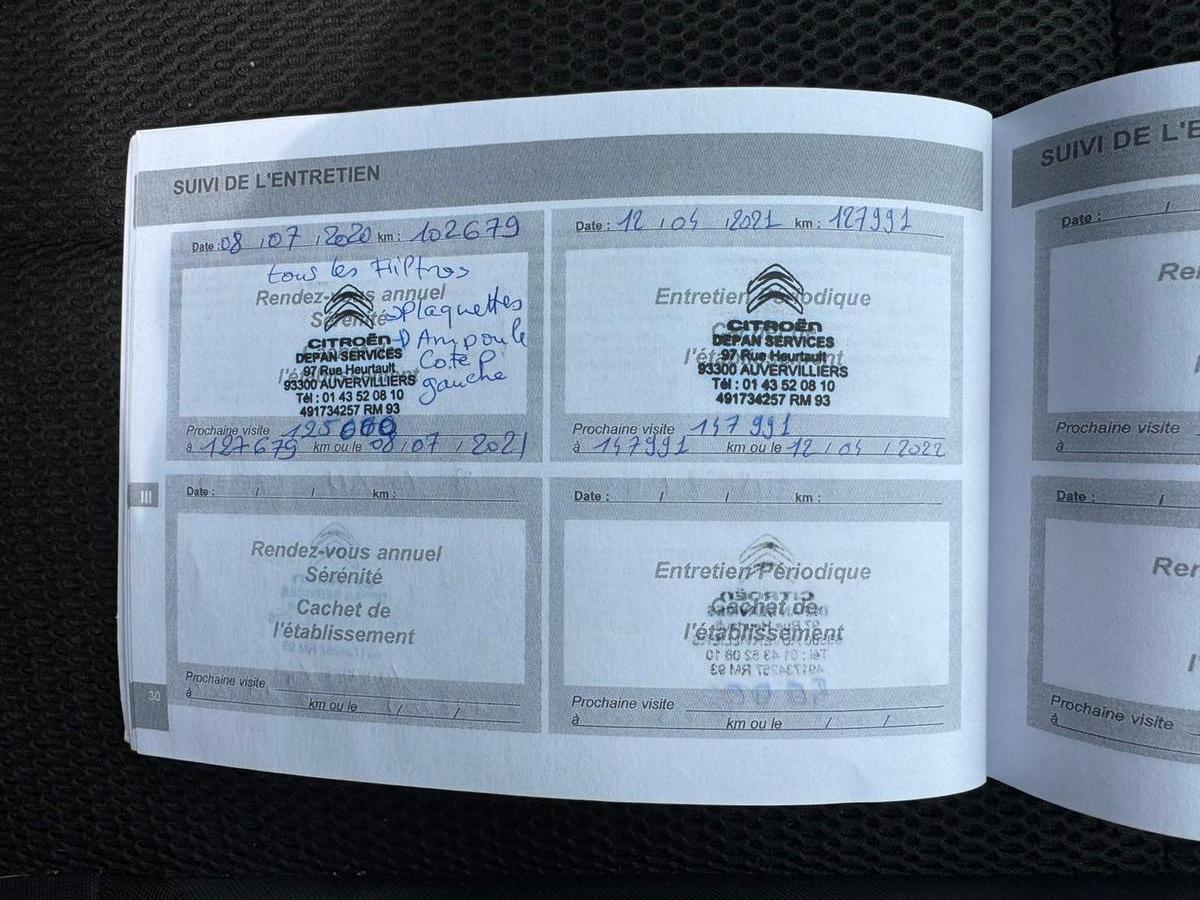 SUIVI DE L'ENTRETIEN
Date : 08 / 07 / 2020 km : 102679
tous les Fliptros
Rendez-vous annuel
Sérénité
Plaquettes
Ampoule
Cote P
gauche
CITROËN
DEPAN SERVICES
97 Rue Heurtault
93300 AUVERVILLIERS
Tél : 01 43 52 08 10
491734257 RM 93
Prochaine visite 125000
à 127679 km ou le 08 / 07 / 2021
Date : 12 / 04 / 2021 km : 127991
Entretien Périodique
l'établissement
CITROËN
DEPAN SERVICES
97 Rue Heurtault
93300 AUVERVILLIERS
Tél : 01 43 52 08 10
491734257 RM 93
Prochaine visite 147991
à 147991 km ou le 12 / 04 / 2022
III
Date : / / km :
Rendez-vous annuel
Sérénité
Cachet de
l'établissement
Prochaine visite
à km ou le / /
Date : / / km :
Entretien Périodique
Cachet de
l'établissement
Prochaine visite
à km ou le / /
30
SUIVI DE L'E
Date : /
Ren
Prochaine visite
à
Date : /
Ren
l'
Prochaine visite
à